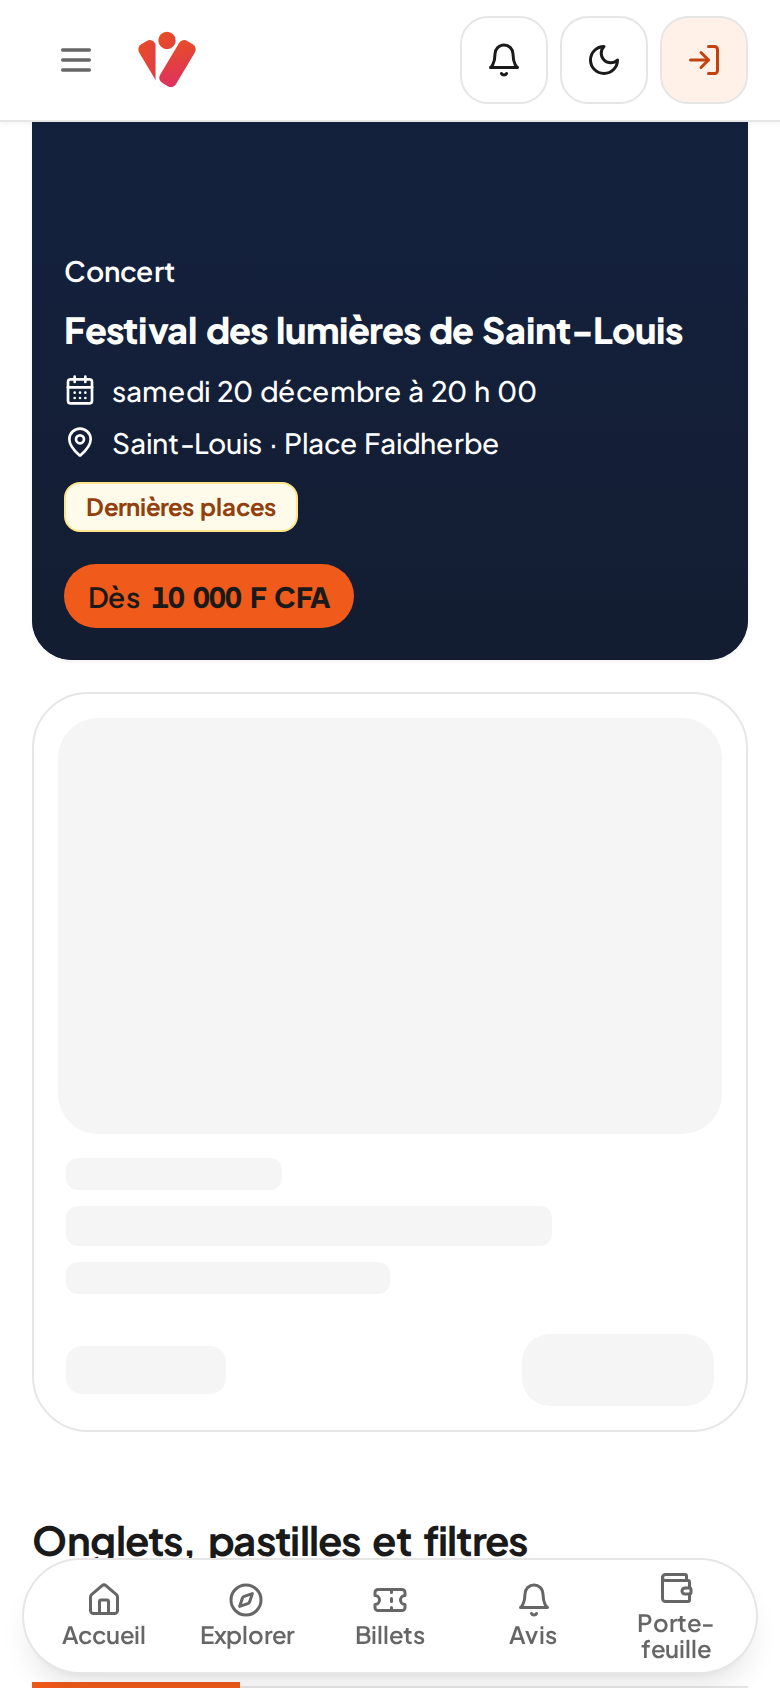 Concert
Festival des lumières de Saint-Louis
samedi 20 décembre à 20 h 00
Saint-Louis · Place Faidherbe
Dernières places
Dès 10 000 F CFA
Onglets, pastilles et filtres
Accueil
Explorer
Billets
Avis
Porte-
feuille